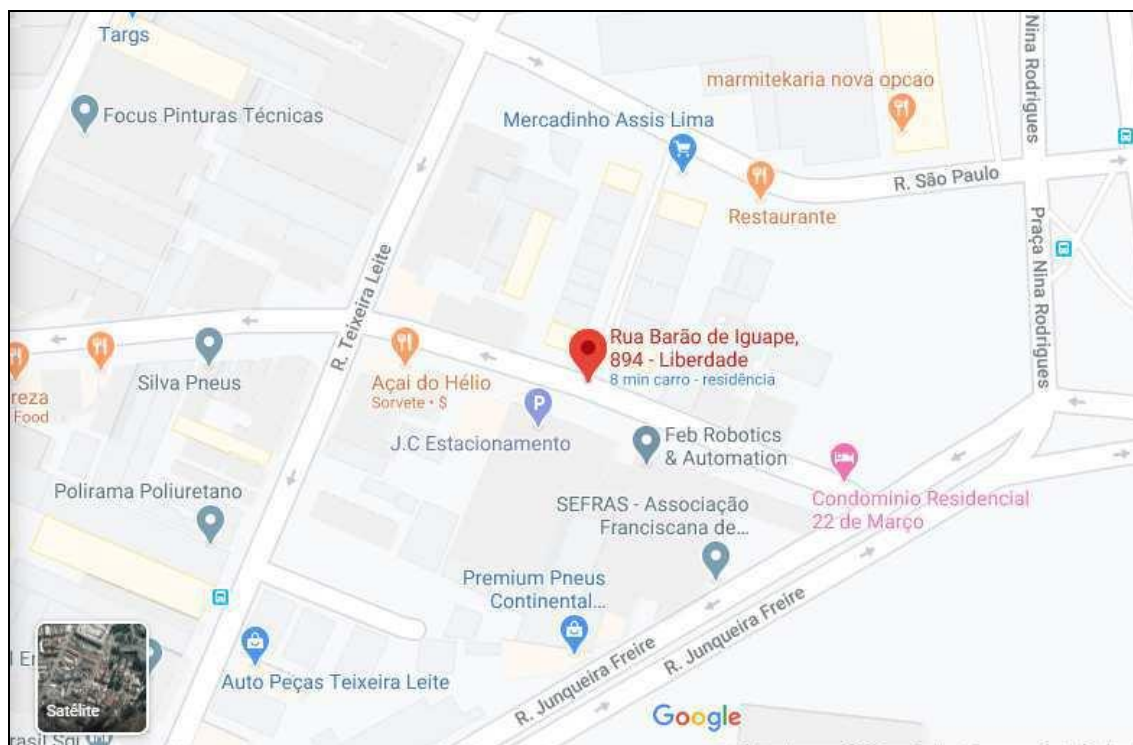 Targs
Focus Pinturas Técnicas
marmitekaria nova opcao
Nina Rodrigues
Mercadinho Assis Lima
R. São Paulo
Restaurante
Praça Nina Rodrigues
R. Teixeira Leite
Rua Barão de Iguape,
894 - Liberdade
8 min carro - residência
reza
Food
Silva Pneus
Açai do Hélio
Sorvete • $
P
J.C Estacionamento
Feb Robotics
& Automation
Polirama Poliuretano
SEFRAS - Associação
Franciscana de...
Condomínio Residencial
22 de Março
Premium Pneus
Continental...
R. Junqueira Freire
R. Junqueira Freire
Auto Peças Teixeira Leite
Satélite
Google